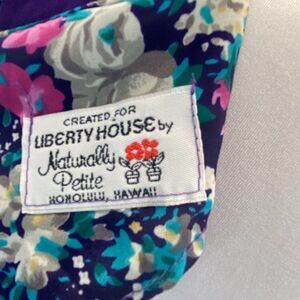 CREATED FOR
LIBERTY HOUSE by
Naturally
Petite
HONOLULU, HAWAII